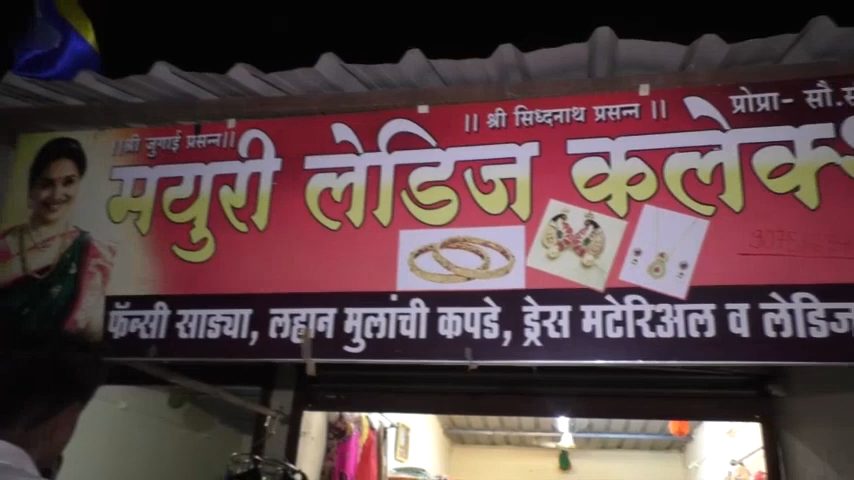 || श्री जुगाई प्रसन्न ||
|| श्री सिध्दनाथ प्रसन्न ||
प्रोप्रा- सौ.
मयुरी लेडिज कलेक्
फॅन्सी साड्या, लहान मुलांची कपडे, ड्रेस मटेरिअल व लेडिज